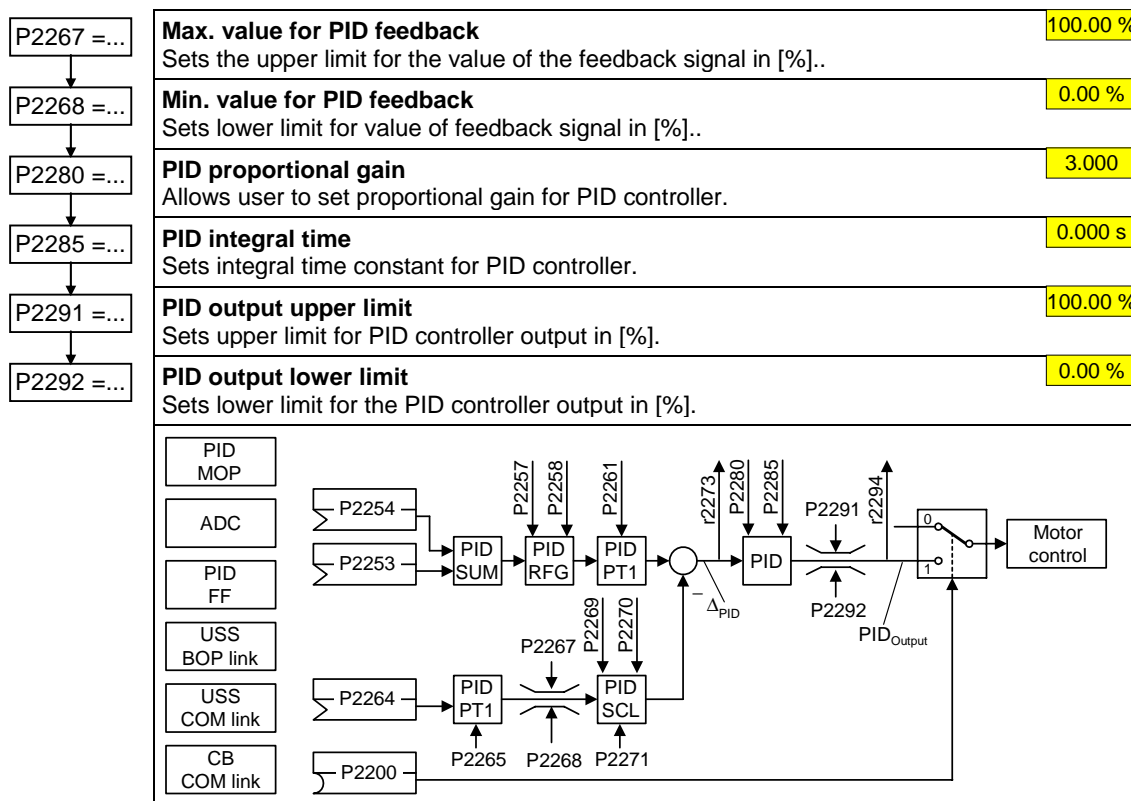 P2267 =...
Max. value for PID feedback
100.00 %
Sets the upper limit for the value of the feedback signal in [%]..
P2268 =...
Min. value for PID feedback
0.00 %
Sets lower limit for value of feedback signal in [%]..
P2280 =...
PID proportional gain
3.000
Allows user to set proportional gain for PID controller.
P2285 =...
PID integral time
0.000 s
Sets integral time constant for PID controller.
P2291 =...
PID output upper limit
100.00 %
Sets upper limit for PID controller output in [%].
P2292 =...
PID output lower limit
0.00 %
Sets lower limit for the PID controller output in [%].
PID
MOP
ADC
PID
FF
USS
BOP link
USS
COM link
CB
COM link
P2254
P2253
PID
SUM
P2257
P2258
PID
RFG
P2261
PID
PT1
r2273
− ΔPID
P2280
P2285
PID
P2291
P2292
r2294
PIDOutput
0
1
Motor
control
P2264
PID
PT1
P2265
P2267
P2268
P2269
P2270
PID
SCL
P2271
P2200